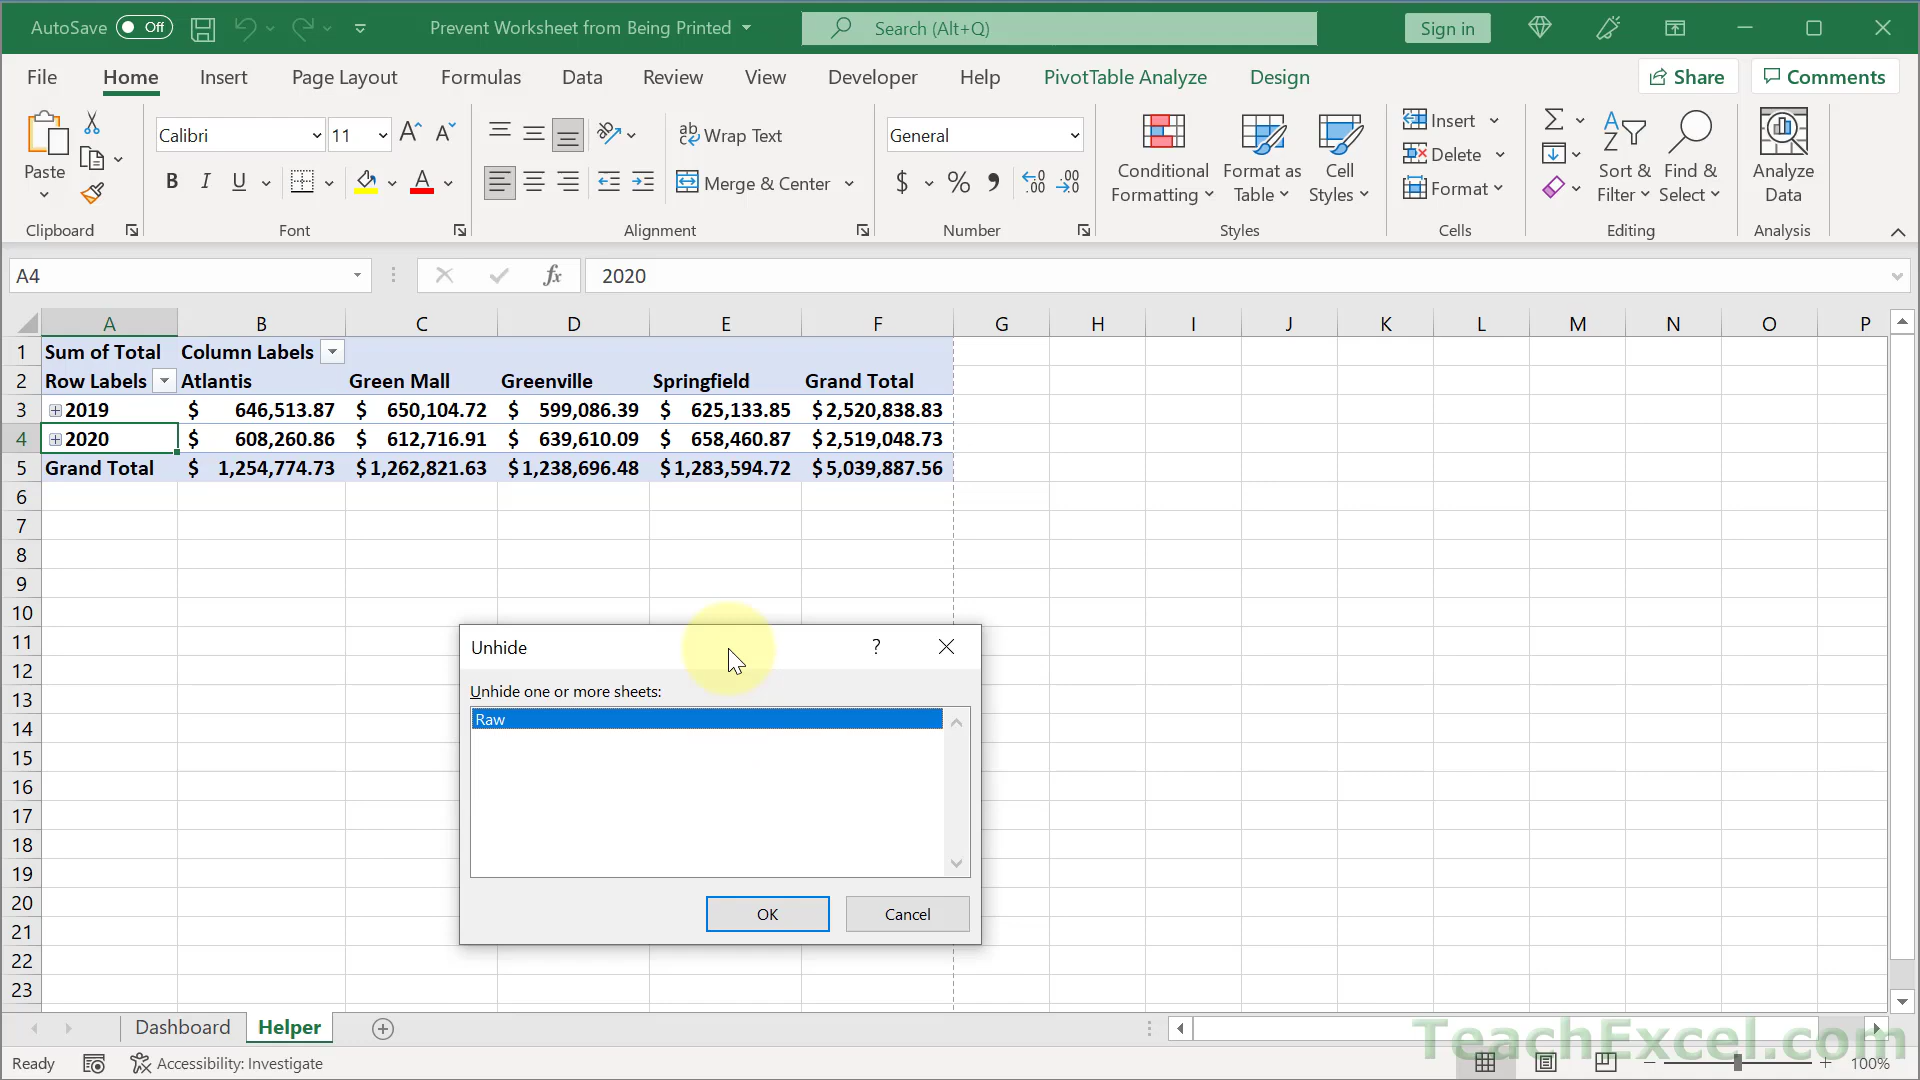 AutoSave Off Prevent Worksheet from Being Printed Search (Alt+Q) Sign in
File Home Insert Page Layout Formulas Data Review View Developer Help PivotTable Analyze Design Share Comments
Paste
Clipboard
Calibri 11 A A
B I U A
Font
ab Wrap Text
Merge & Center
Alignment
General
$ % 9 .00 .00
Number
Conditional Formatting
Format as Table
Cell Styles
Styles
Insert
Delete
Format
Cells
Sort & Filter
Find & Select
Editing
Analyze Data
Analysis
A4 fx 2020
A B C D E F G H I J K L M N O P
1 Sum of Total Column Labels
2 Row Labels Atlantis Green Mall Greenville Springfield Grand Total
3 2019 $ 646,513.87 $ 650,104.72 $ 599,086.39 $ 625,133.85 $2,520,838.83
4 2020 $ 608,260.86 $ 612,716.91 $ 639,610.09 $ 658,460.87 $2,519,048.73
5 Grand Total $ 1,254,774.73 $1,262,821.63 $1,238,696.48 $1,283,594.72 $5,039,887.56
6
7
8
9
10
11
12
13
14
15
16
17
18
19
20
21
22
23
Unhide ?
Unhide one or more sheets:
Raw
OK Cancel
Dashboard Helper
TeachExcel.com
Ready Accessibility: Investigate 100%